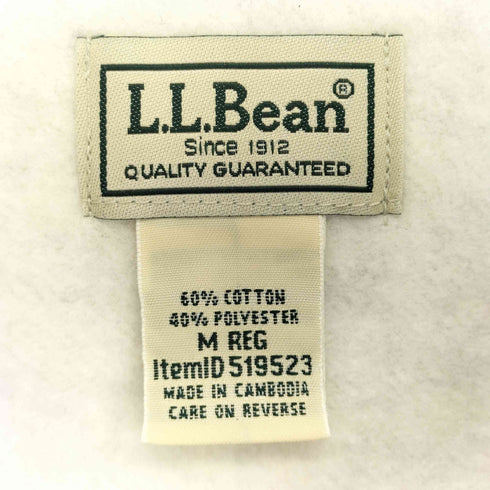 L.L.Bean®
Since 1912
QUALITY GUARANTEED
60% COTTON
40% POLYESTER
M REG
ItemID 519523
MADE IN CAMBODIA
CARE ON REVERSE